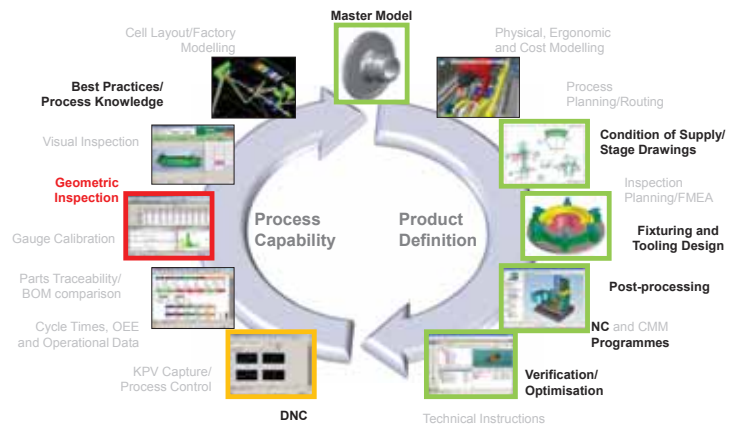 Master Model
Cell Layout/Factory
Modelling
Physical, Ergonomic
and Cost Modelling
Best Practices/
Process Knowledge
Process
Planning/Routing
Visual Inspection
Condition of Supply/
Stage Drawings
Geometric
Inspection
Inspection
Planning/FMEA
Process
Capability
Product
Definition
Gauge Calibration
Fixturing and
Tooling Design
Parts Traceability/
BOM comparison
Post-processing
Cycle Times, OEE
and Operational Data
NC and CMM
Programmes
KPV Capture/
Process Control
Verification/
Optimisation
DNC
Technical Instructions